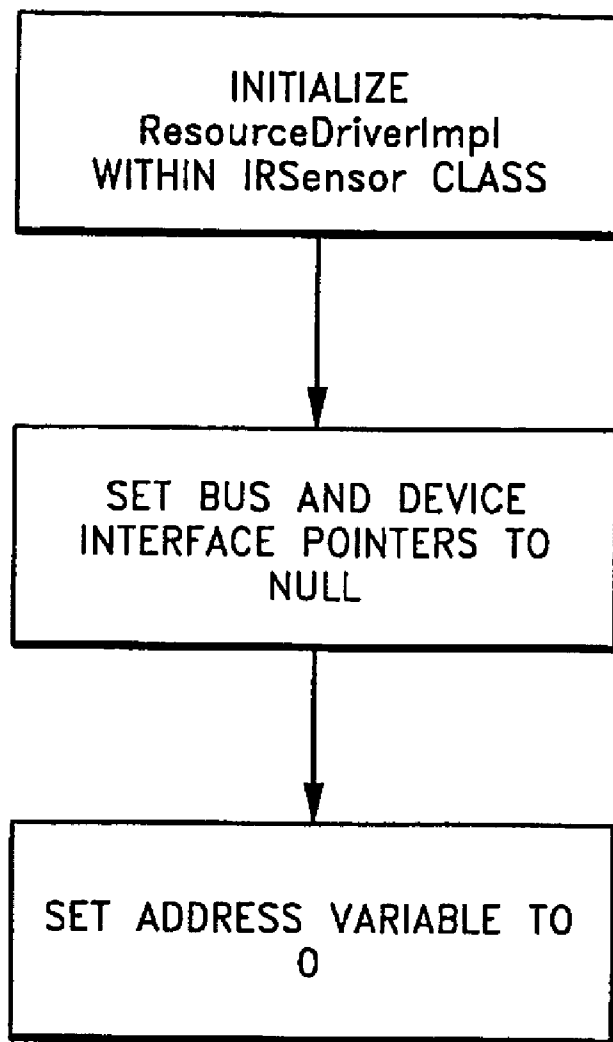 INITIALIZE
ResourceDriverImpl
WITHIN IRSensor CLASS
SET BUS AND DEVICE
INTERFACE POINTERS TO
NULL
SET ADDRESS VARIABLE TO
0